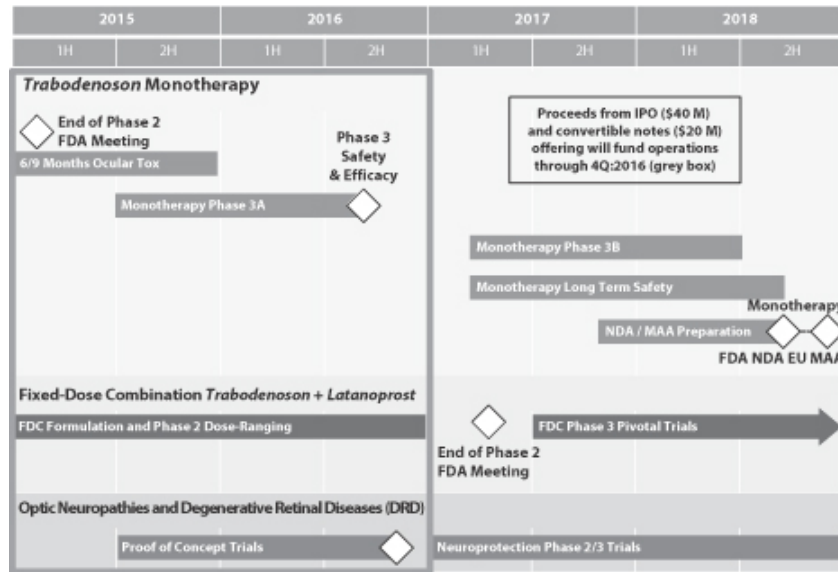 2015 2016 2017 2018
1H 2H 1H 2H 1H 2H 1H 2H
Trabodenoson Monotherapy
End of Phase 2
FDA Meeting
6/9 Months Ocular Tox
Phase 3
Safety
& Efficacy
Monotherapy Phase 3A
Proceeds from IPO ($40 M)
and convertible notes ($20 M)
offering will fund operations
through 4Q:2016 (grey box)
Monotherapy Phase 3B
Monotherapy Long Term Safety
Monotherapy
NDA / MAA Preparation
FDA NDA EU MAA
Fixed-Dose Combination Trabodenoson + Latanoprost
FDC Formulation and Phase 2 Dose-Ranging
End of Phase 2
FDA Meeting
FDC Phase 3 Pivotal Trials
Optic Neuropathies and Degenerative Retinal Diseases (DRD)
Proof of Concept Trials
Neuroprotection Phase 2/3 Trials